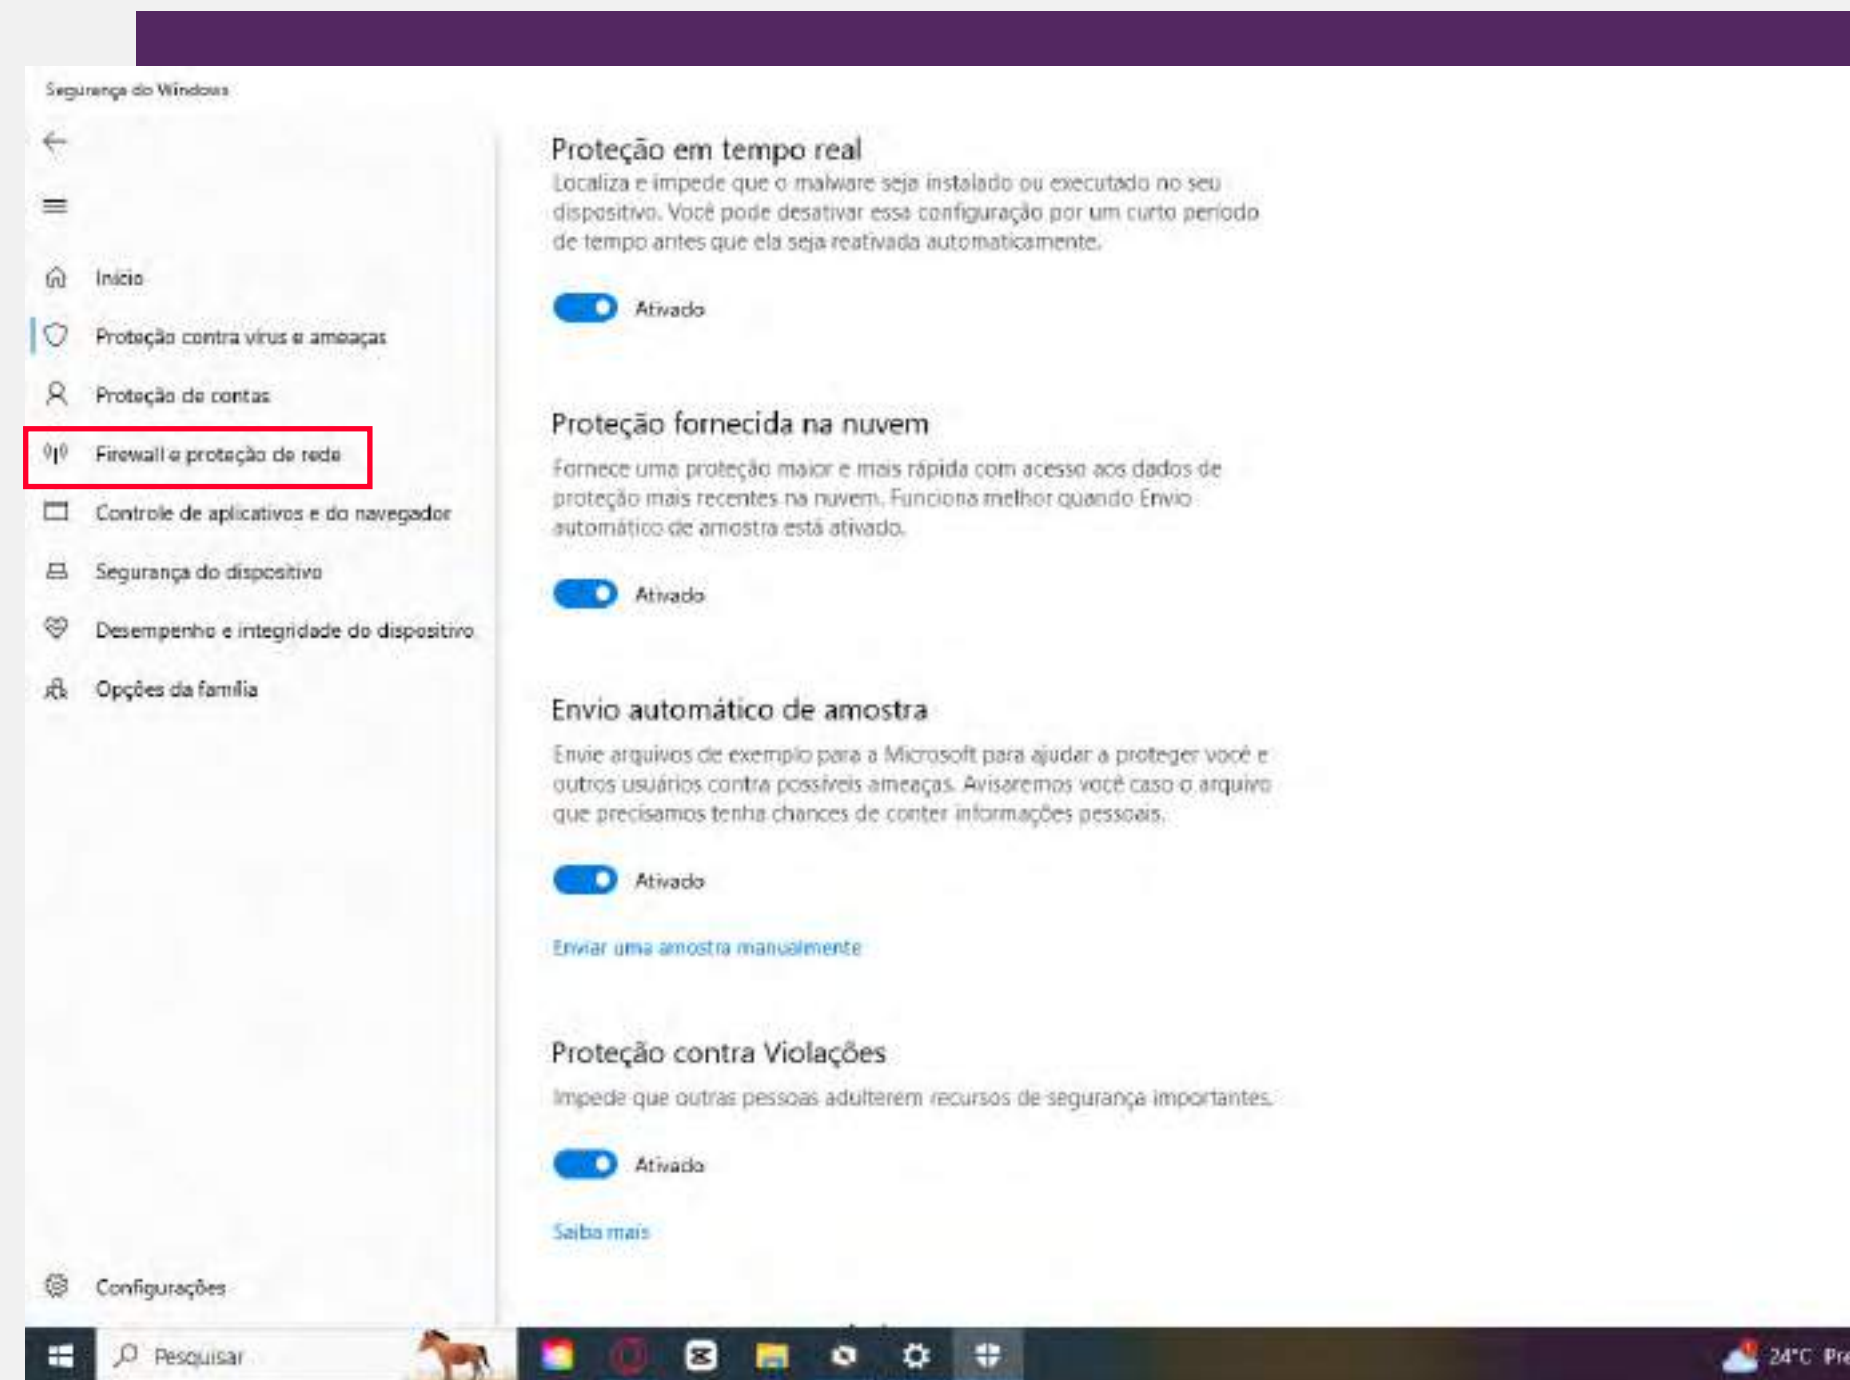 Segurança do Windows
Início
Proteção contra vírus e ameaças
Proteção de contas
Firewall e proteção de rede
Controle de aplicativos e do navegador
Segurança do dispositivo
Desempenho e integridade do dispositivo
Opções da família
Configurações
Proteção em tempo real
Localiza e impede que o malware seja instalado ou executado no seu
dispositivo. Você pode desativar essa configuração por um curto período
de tempo antes que ela seja reativada automaticamente.
Ativado
Proteção fornecida na nuvem
Fornece uma proteção maior e mais rápida com acesso aos dados de
proteção mais recentes na nuvem. Funciona melhor quando Envio
automático de amostra está ativado.
Ativado
Envio automático de amostra
Envie arquivos de exemplo para a Microsoft para ajudar a proteger você e
outros usuários contra possíveis ameaças. Avisaremos você caso o arquivo
que precisamos tenha chances de conter informações pessoais.
Ativado
Enviar uma amostra manualmente
Proteção contra Violações
Impede que outras pessoas adulterem recursos de segurança importantes.
Ativado
Saiba mais
Pesquisar
24°C Pre